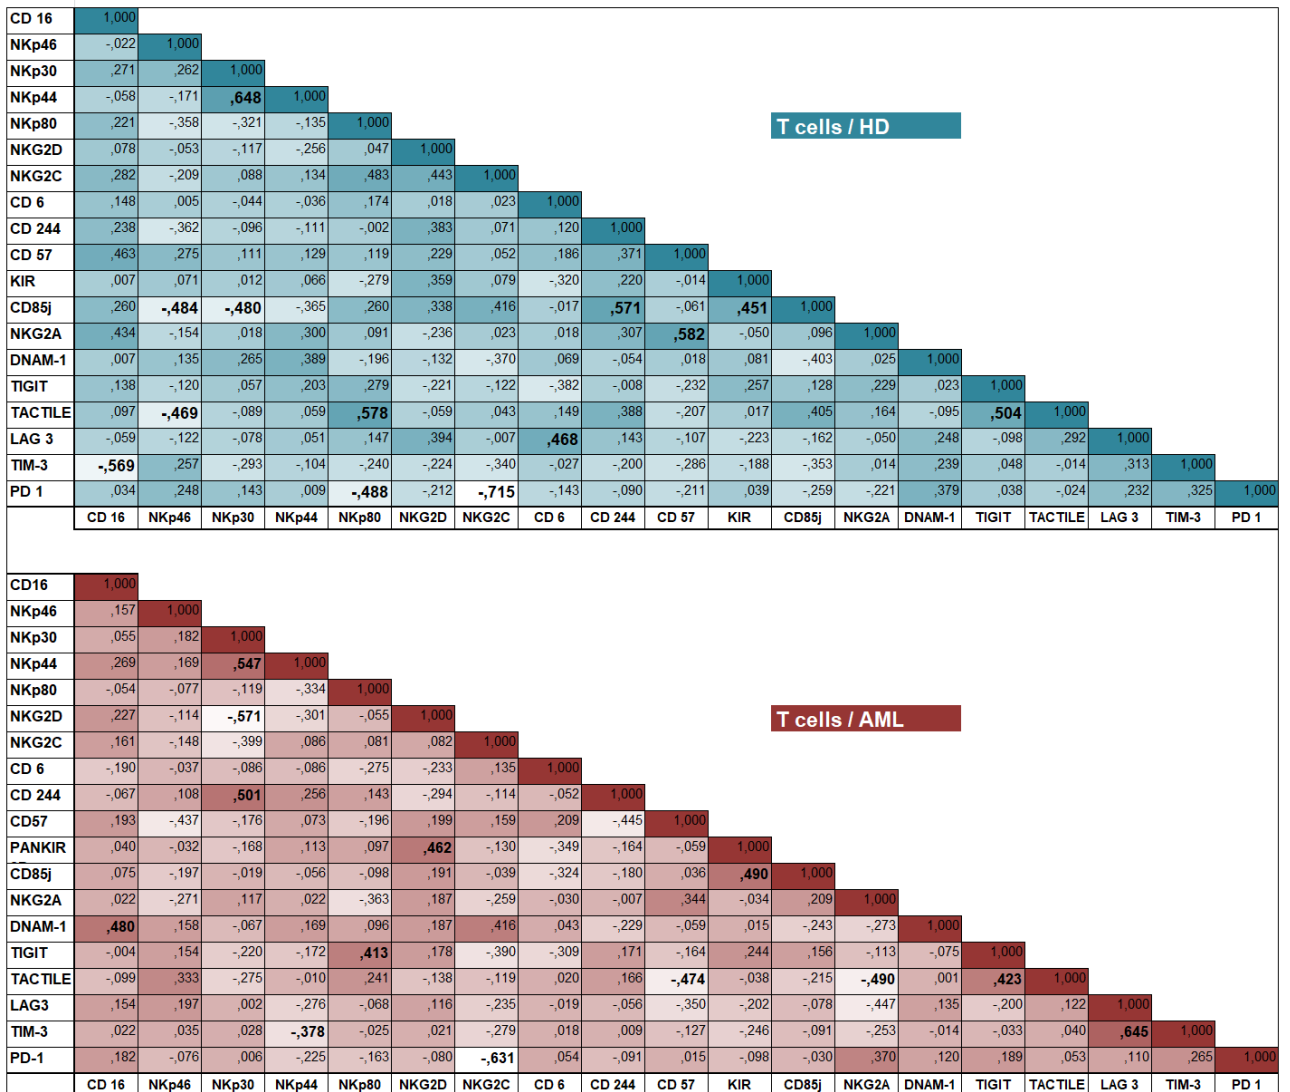 CD 16 1,000
NKp46 -,022 1,000
NKp30 ,271 ,262 1,000
NKp44 -,058 -,171 ,648 1,000
NKp80 ,221 -,358 -,321 -,135 1,000
T cells / HD
NKG2D ,078 -,053 -,117 -,256 ,047 1,000
NKG2C ,282 -,209 ,088 ,134 ,483 ,443 1,000
CD 6 ,148 ,005 -,044 -,036 ,174 ,018 ,023 1,000
CD 244 ,238 -,362 -,096 -,111 -,002 ,383 ,071 ,120 1,000
CD 57 ,463 ,275 ,111 ,129 ,119 ,229 ,052 ,186 ,371 1,000
KIR ,007 ,071 ,012 ,066 -,279 ,359 ,079 -,320 ,220 -,014 1,000
CD85j ,260 -,484 -,480 -,365 ,260 ,338 ,416 -,017 ,571 -,061 ,451 1,000
NKG2A ,434 -,154 ,018 ,300 ,091 -,236 ,023 ,018 ,307 ,582 -,050 ,096 1,000
DNAM-1 ,007 ,135 ,265 ,389 -,196 -,132 -,370 ,069 -,054 ,018 ,081 -,403 ,025 1,000
TIGIT ,138 -,120 ,057 ,203 ,279 -,221 -,122 -,382 -,008 -,232 ,257 ,128 ,229 ,023 1,000
TACTILE ,097 -,469 -,089 ,059 ,578 -,059 ,043 ,149 ,388 -,207 ,017 ,405 ,164 -,095 ,504 1,000
LAG 3 -,059 -,122 -,078 ,051 ,147 ,394 -,007 ,468 ,143 -,107 -,223 -,162 -,050 ,248 -,098 ,292 1,000
TIM-3 -,569 ,257 -,293 -,104 -,240 -,224 -,340 -,027 -,200 -,286 -,188 -,353 ,014 ,239 ,048 -,014 ,313 1,000
PD 1 ,034 ,248 ,143 ,009 -,488 -,212 -,715 -,143 -,090 -,211 ,039 -,259 -,221 ,379 ,038 -,024 ,232 ,325 1,000
CD 16 NKp46 NKp30 NKp44 NKp80 NKG2D NKG2C CD 6 CD 244 CD 57 KIR CD85j NKG2A DNAM-1 TIGIT TACTILE LAG 3 TIM-3 PD 1
CD16 1,000
NKp46 ,157 1,000
NKp30 ,055 ,182 1,000
NKp44 ,269 ,169 ,547 1,000
NKp80 -,054 -,077 -,119 -,334 1,000
NKG2D ,227 -,114 -,571 -,301 -,055 1,000
T cells / AML
NKG2C ,161 -,148 -,399 ,086 ,081 ,082 1,000
CD 6 -,190 -,037 -,086 -,086 -,275 -,233 ,135 1,000
CD 244 -,067 ,108 ,501 ,256 ,143 -,294 -,114 -,052 1,000
CD57 ,193 -,437 -,176 ,073 -,196 ,199 ,159 ,209 -,445 1,000
PANKIR ,040 -,032 -,168 ,113 ,097 ,462 -,130 -,349 -,164 -,059 1,000
CD85j ,075 -,197 -,019 -,056 -,098 ,191 -,039 -,324 -,180 ,036 ,490 1,000
NKG2A ,022 -,271 ,117 ,022 -,363 ,187 -,259 -,030 -,007 ,344 -,034 ,209 1,000
DNAM-1 ,480 ,158 -,067 ,169 ,096 ,187 ,416 ,043 -,229 -,059 ,015 -,243 -,273 1,000
TIGIT -,004 ,154 -,220 -,172 ,413 ,178 -,390 -,309 ,171 -,164 ,244 ,156 -,113 -,075 1,000
TACTILE -,099 ,333 -,275 -,010 ,241 -,138 -,119 ,020 ,166 -,474 -,038 -,215 -,490 ,001 ,423 1,000
LAG3 ,154 ,197 ,002 -,276 -,068 ,116 -,235 -,019 -,056 -,350 -,202 -,078 -,447 ,135 -,200 ,122 1,000
TIM-3 ,022 ,035 ,028 -,378 -,025 ,021 -,279 ,018 ,009 -,127 -,246 -,091 -,253 -,014 -,033 ,040 ,645 1,000
PD-1 ,182 -,076 ,006 -,225 -,163 -,080 -,631 ,054 -,091 ,015 -,098 -,030 ,370 ,120 ,189 ,053 ,110 ,265 1,000
CD 16 NKp46 NKp30 NKp44 NKp80 NKG2D NKG2C CD 6 CD 244 CD 57 KIR CD85j NKG2A DNAM-1 TIGIT TACTILE LAG 3 TIM-3 PD 1